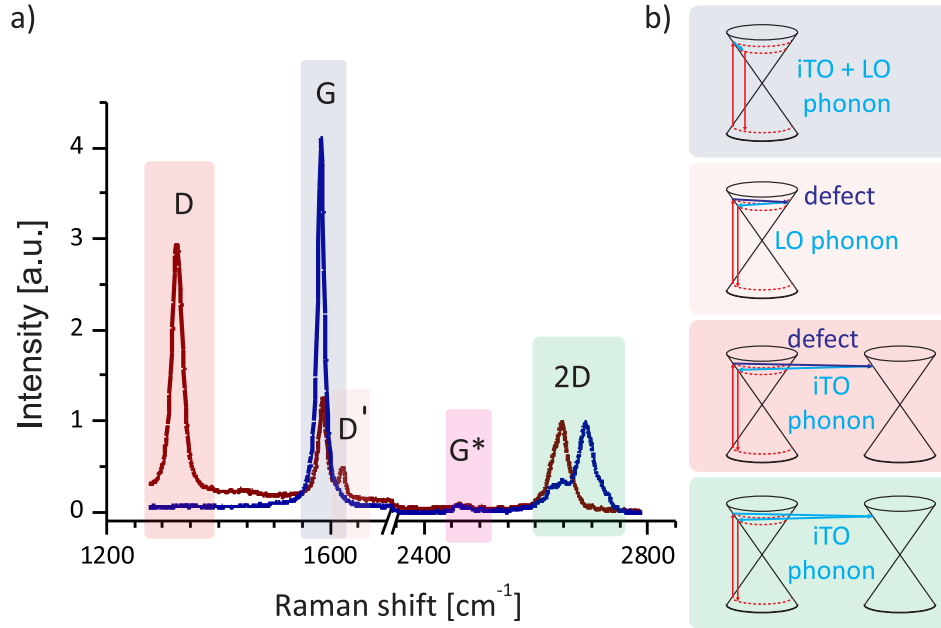 a)
b)
Intensity [a.u.]
4
3
2
1
0
D
G
D'
G*
2D
1200
1600
2400
2800
Raman shift [cm⁻¹]
iTO + LO
phonon
defect
LO phonon
defect
iTO
phonon
iTO
phonon